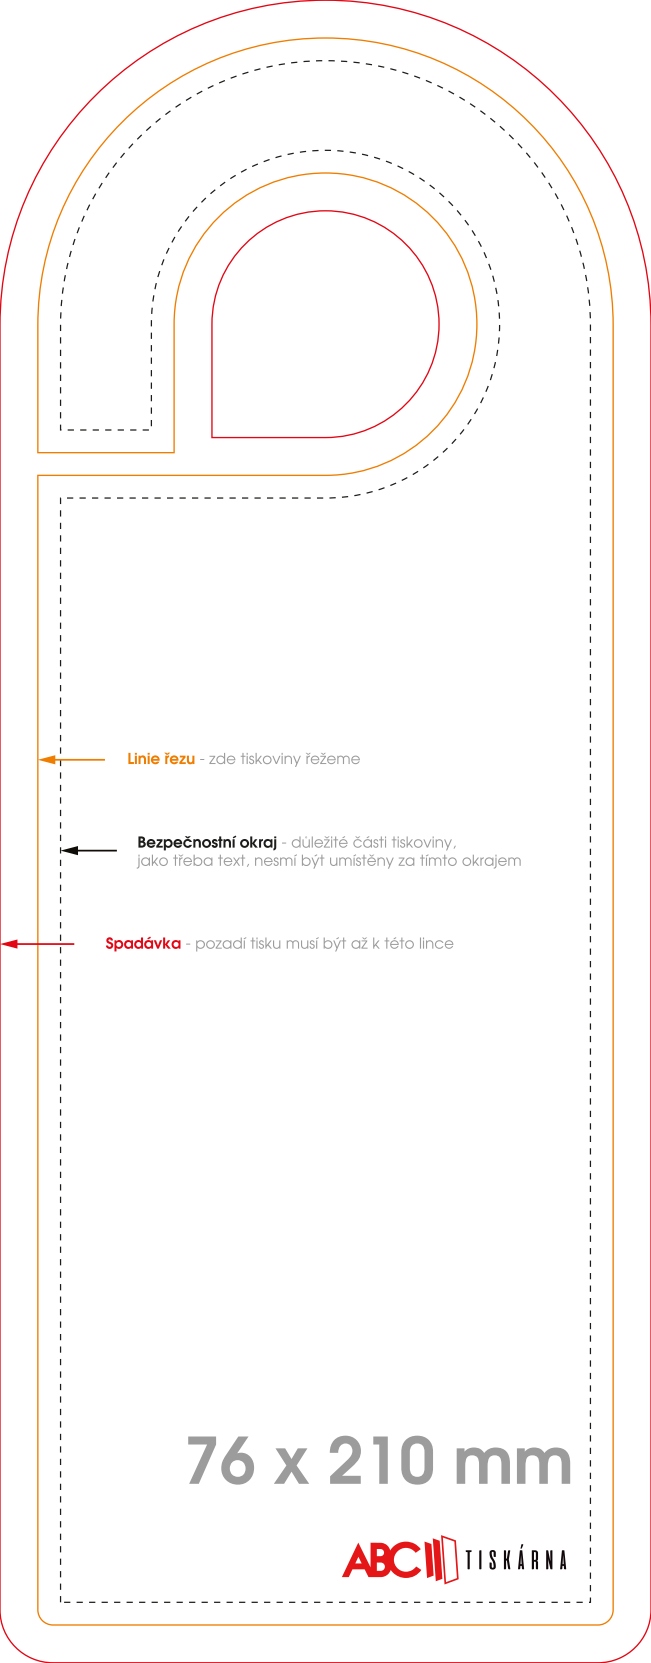 Linie řezu - zde tiskoviny řežeme
Bezpečnostní okraj - důležité části tiskoviny,
jako třeba text, nesmí být umístěny za tímto okrajem
Spadávka - pozadí tisku musí být až k této lince
76 x 210 mm
ABC TISKÁRNA